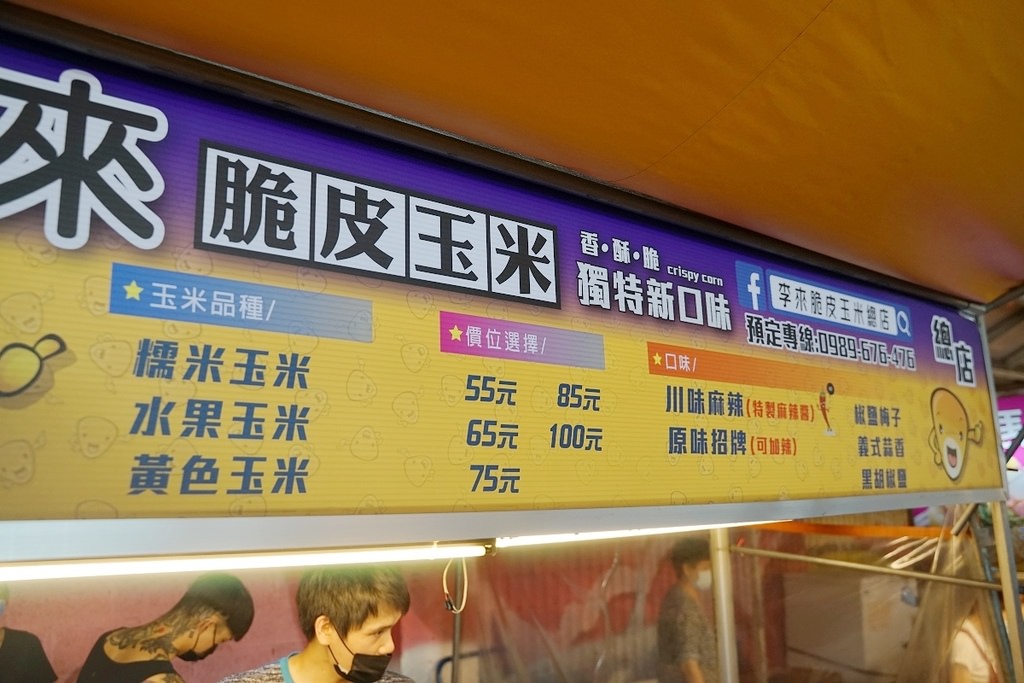 來
脆皮玉米
香・酥・脆 crispy corn
獨特新口味
f 李來脆皮玉米總店
預定專線:0989-676-476
總店
玉米品種/
糯米玉米
水果玉米
黃色玉米
價位選擇/
55元 85元
65元 100元
75元
口味/
川味麻辣(特製麻辣醬)
原味招牌(可加辣)
椒鹽梅子
義式蒜香
黑胡椒鹽